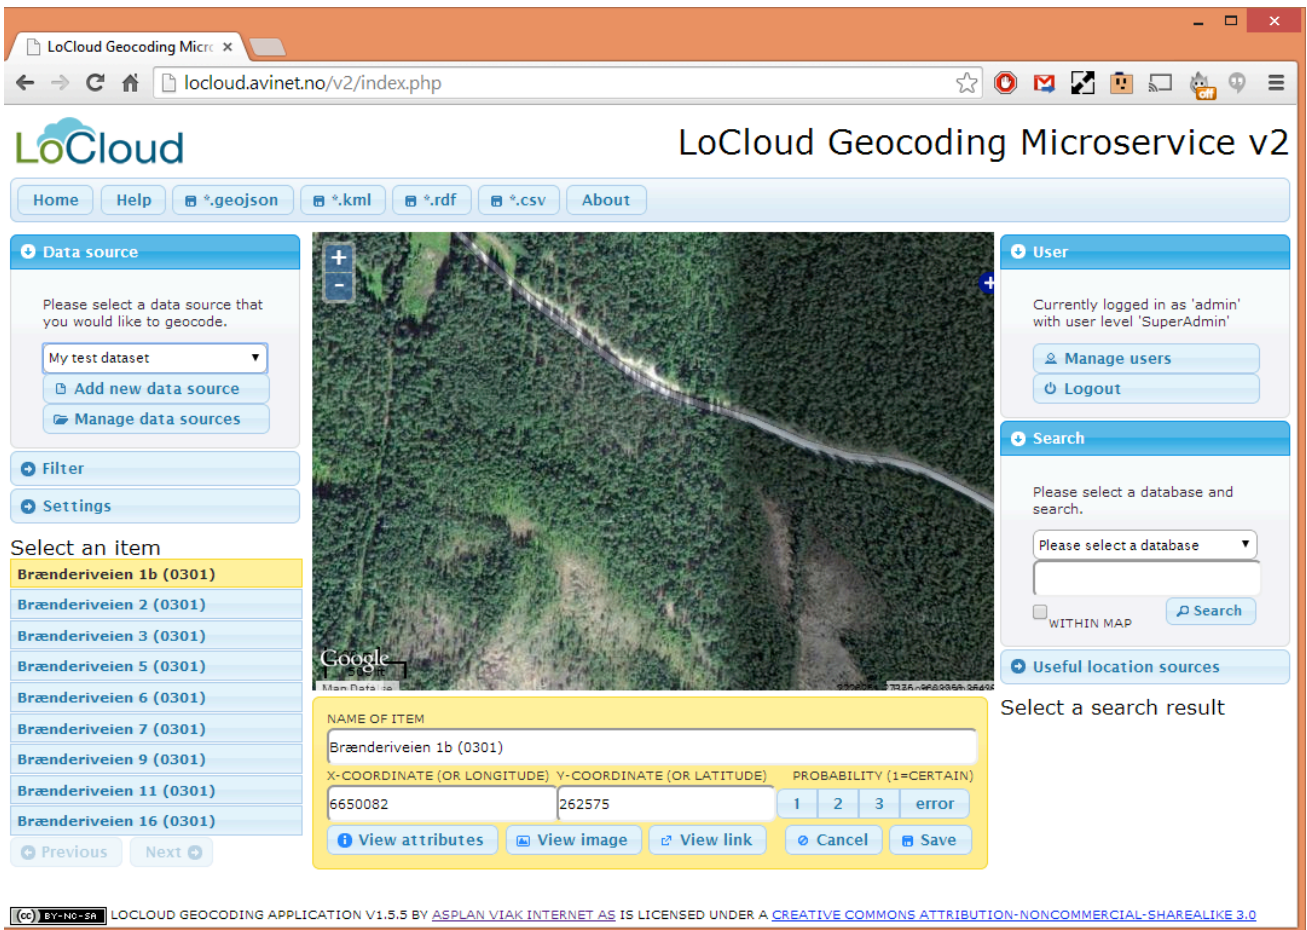 LoCloud Geocoding Micr
locloud.avinet.no/v2/index.php
off
LoCloud
LoCloud Geocoding Microservice v2
Home
Help
*.geojson
*.kml
*.rdf
*.csv
About
Data source
Please select a data source that
you would like to geocode.
My test dataset
Add new data source
Manage data sources
Filter
Settings
Select an item
Brænderiveien 1b (0301)
Brænderiveien 2 (0301)
Brænderiveien 3 (0301)
Brænderiveien 5 (0301)
Brænderiveien 6 (0301)
Brænderiveien 7 (0301)
Brænderiveien 9 (0301)
Brænderiveien 11 (0301)
Brænderiveien 16 (0301)
Previous
Next
+
-
Google
Map Data
NAME OF ITEM
Brænderiveien 1b (0301)
X-COORDINATE (OR LONGITUDE)
Y-COORDINATE (OR LATITUDE)
PROBABILITY (1=CERTAIN)
6650082
262575
1
2
3
error
View attributes
View image
View link
Cancel
Save
User
Currently logged in as 'admin'
with user level 'SuperAdmin'
Manage users
Logout
Search
Please select a database and
search.
Please select a database
WITHIN MAP
Search
Useful location sources
Select a search result
(cc) BY-NC-SA LOCLOUD GEOCODING APPLICATION V1.5.5 BY ASPLAN VIAK INTERNET AS IS LICENSED UNDER A CREATIVE COMMONS ATTRIBUTION-NONCOMMERCIAL-SHAREALIKE 3.0